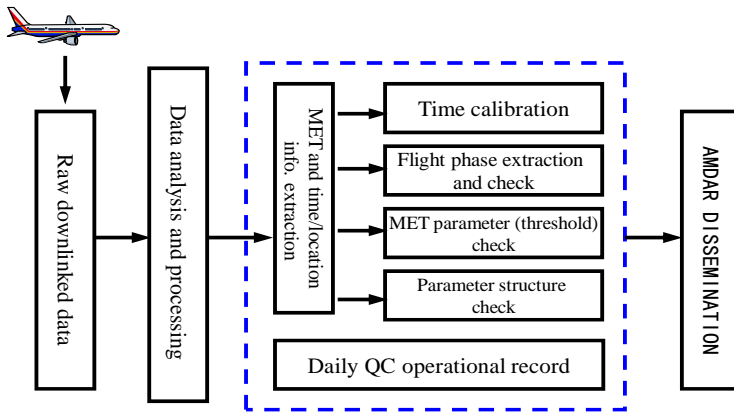 Raw downlinked data
Data analysis and processing
MET and time/location
info. extraction
Time calibration
Flight phase extraction
and check
MET parameter (threshold)
check
Parameter structure
check
Daily QC operational record
AMDAR DISSEMINATION